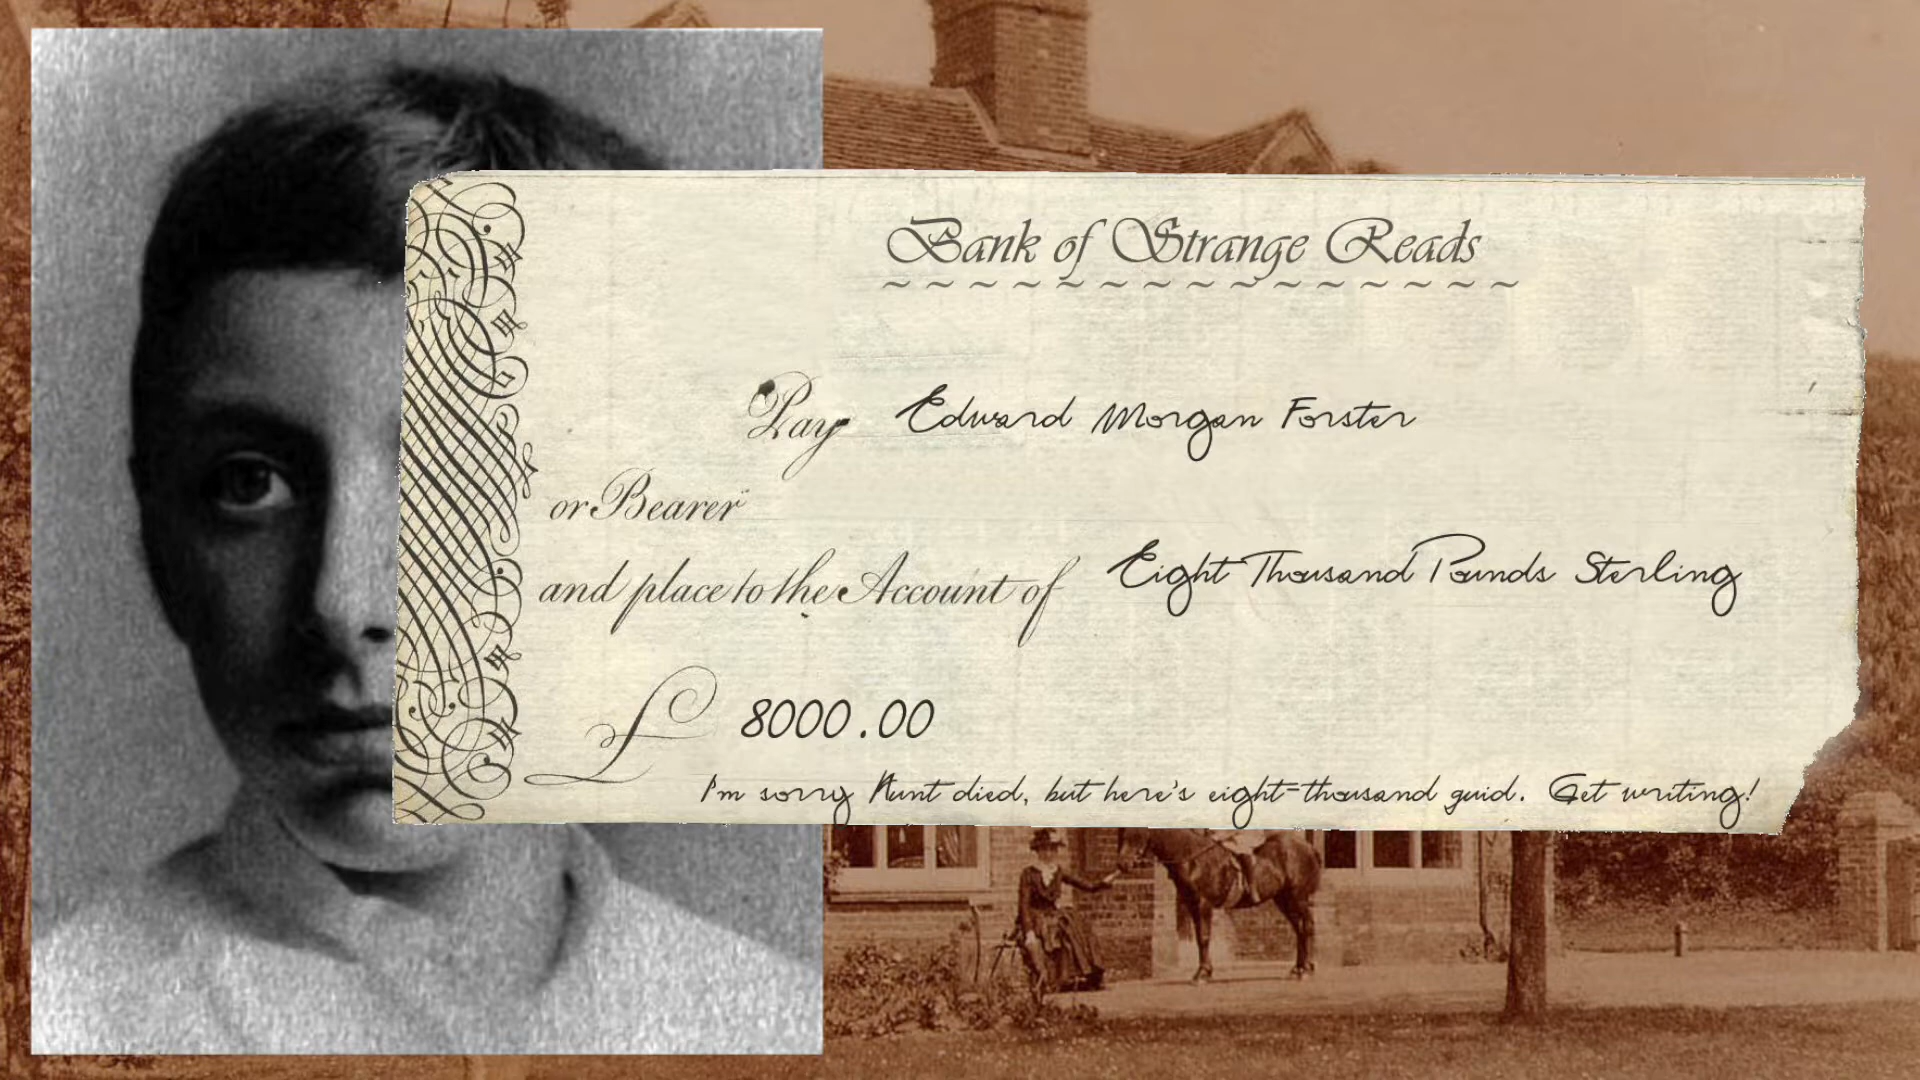 Bank of Strange Reads
~ ~ ~ ~ ~ ~ ~ ~ ~ ~ ~ ~ ~ ~ ~
Pay Edward Morgan Forster
or Bearer
and place to the Account of Eight Thousand Pounds Sterling
£ 8000.00
I'm sorry Aunt died, but here's eight-thousand quid. Get writing!